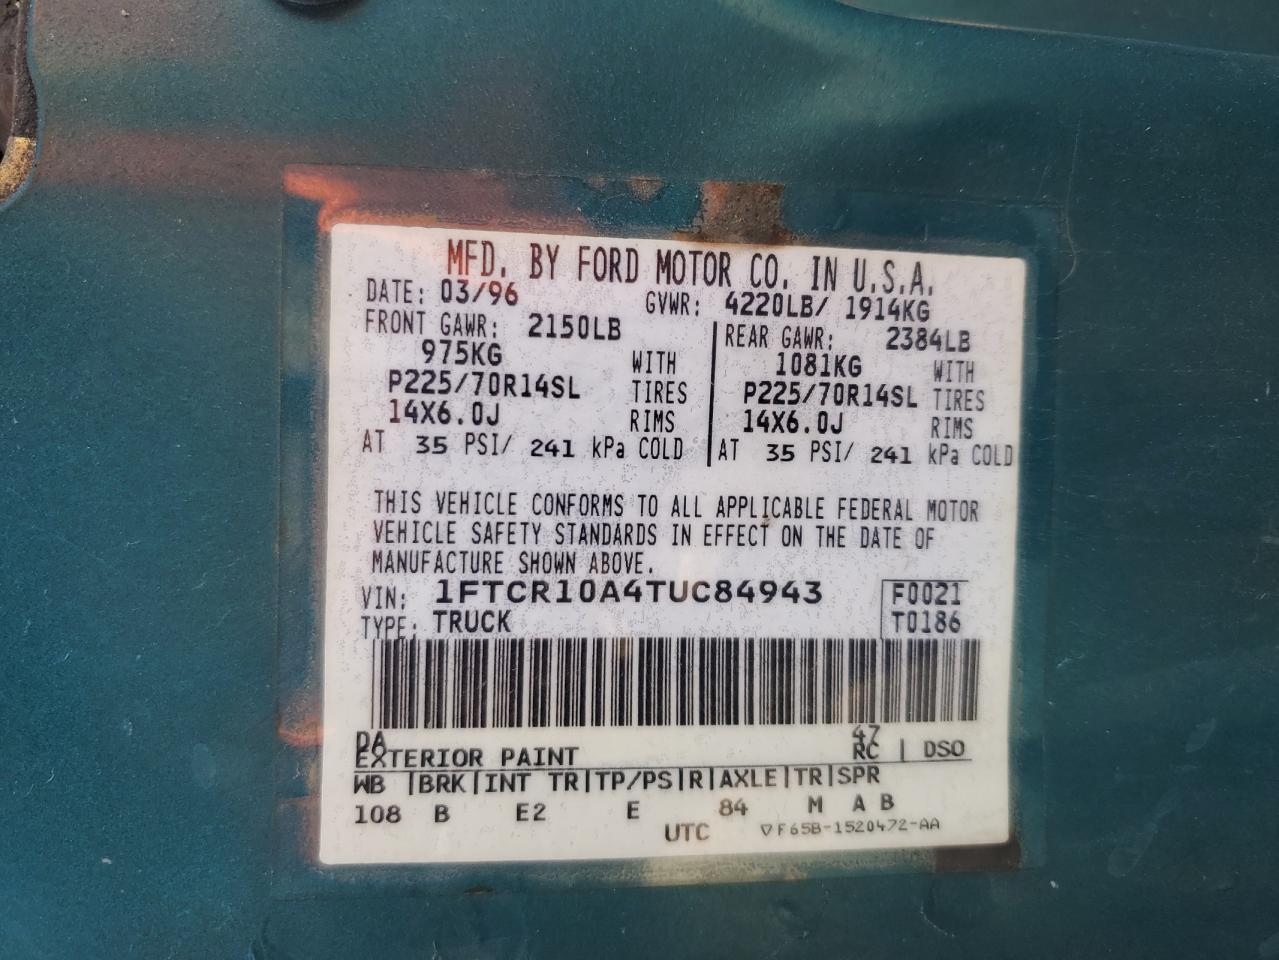 MFD. BY FORD MOTOR CO. IN U.S.A.
DATE: 03/96 GVWR: 4220LB/ 1914KG
FRONT GAWR: 2150LB REAR GAWR: 2384LB
975KG WITH 1081KG WITH
P225/70R14SL TIRES P225/70R14SL TIRES
14X6.0J RIMS 14X6.0J RIMS
AT 35 PSI/ 241 kPa COLD AT 35 PSI/ 241 kPa COLD
THIS VEHICLE CONFORMS TO ALL APPLICABLE FEDERAL MOTOR
VEHICLE SAFETY STANDARDS IN EFFECT ON THE DATE OF
MANUFACTURE SHOWN ABOVE.
VIN: 1FTCR10A4TUC84943 F0021
TYPE: TRUCK T0186
DA 47
EXTERIOR PAINT RC | DSO
WB |BRK|INT TR|TP/PS|R|AXLE|TR|SPR
108 B E2 E 84 M A B
UTC ▽F65B-1520472-AA